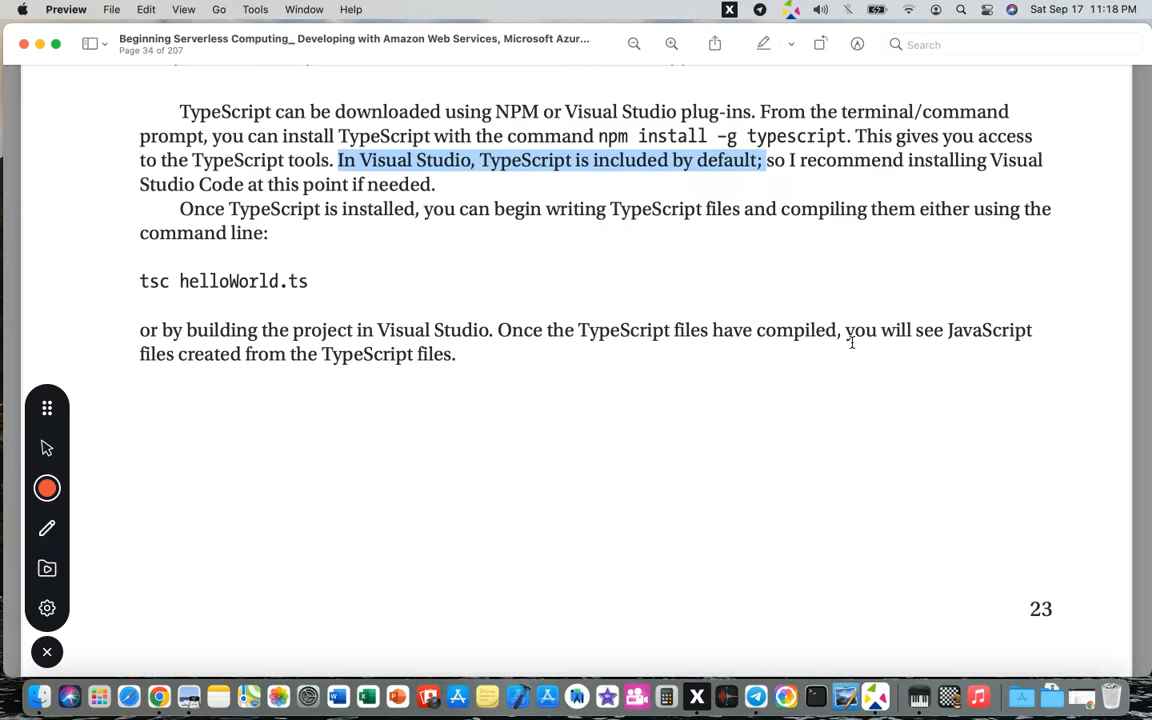 Preview File Edit View Go Tools Window Help Sat Sep 17 11:18 PM
Beginning Serverless Computing_ Developing with Amazon Web Services, Microsoft Azur...
Page 34 of 207
Search
TypeScript can be downloaded using NPM or Visual Studio plug-ins. From the terminal/command
prompt, you can install TypeScript with the command npm install –g typescript. This gives you access
to the TypeScript tools. In Visual Studio, TypeScript is included by default; so I recommend installing Visual
Studio Code at this point if needed.
Once TypeScript is installed, you can begin writing TypeScript files and compiling them either using the
command line:
tsc helloWorld.ts
or by building the project in Visual Studio. Once the TypeScript files have compiled, you will see JavaScript
files created from the TypeScript files.
23